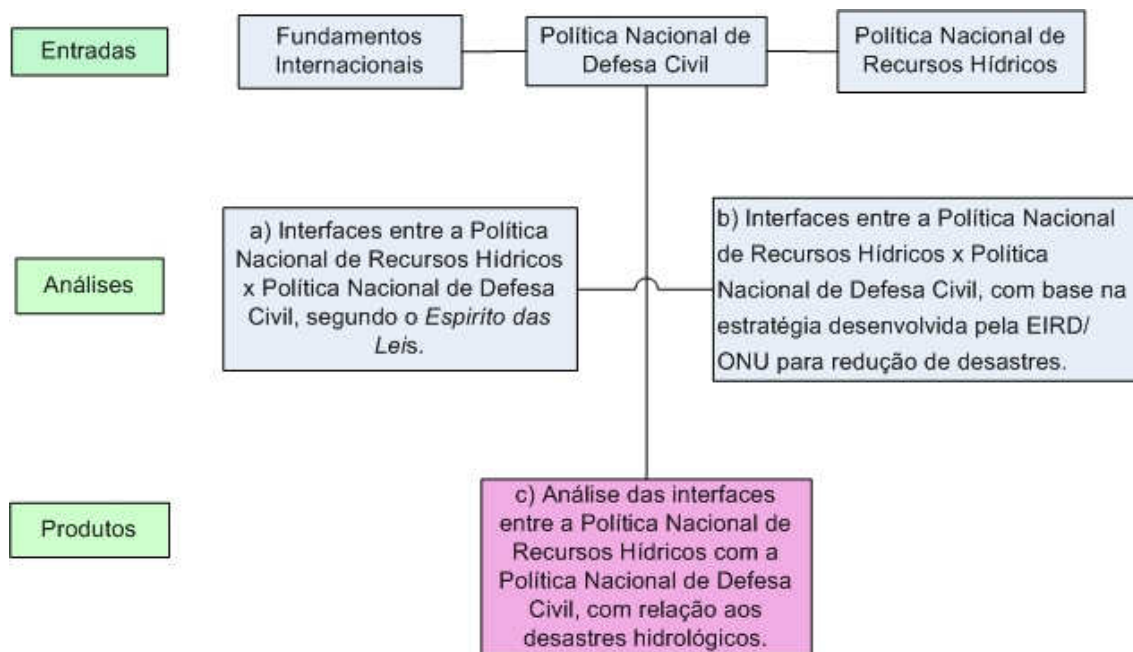 Entradas
Fundamentos
Internacionais
Política Nacional de
Defesa Civil
Política Nacional de
Recursos Hídricos
Análises
a) Interfaces entre a Política
Nacional de Recursos Hídricos
x Política Nacional de Defesa
Civil, segundo o Espirito das
Leis.
b) Interfaces entre a Política Nacional
de Recursos Hídricos x Política
Nacional de Defesa Civil, com base na
estratégia desenvolvida pela EIRD/
ONU para redução de desastres.
Produtos
c) Análise das interfaces
entre a Política Nacional de
Recursos Hídricos com a
Política Nacional de Defesa
Civil, com relação aos
desastres hidrológicos.